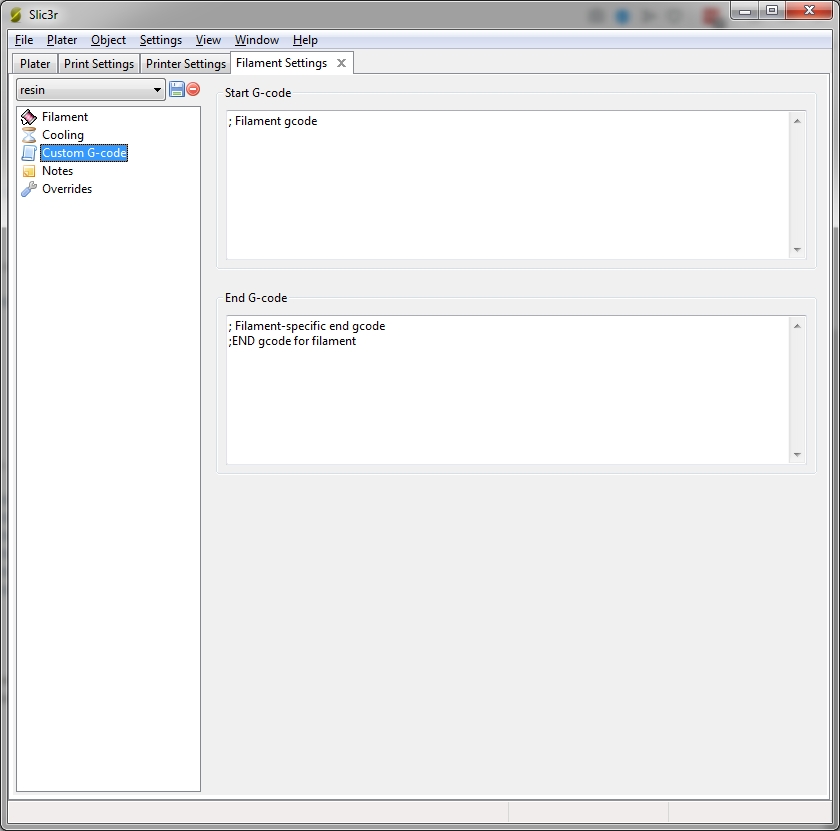 Slic3r
File Plater Object Settings View Window Help
Plater Print Settings Printer Settings Filament Settings
resin
Filament
Cooling
Custom G-code
Notes
Overrides
Start G-code
; Filament gcode
End G-code
; Filament-specific end gcode
;END gcode for filament